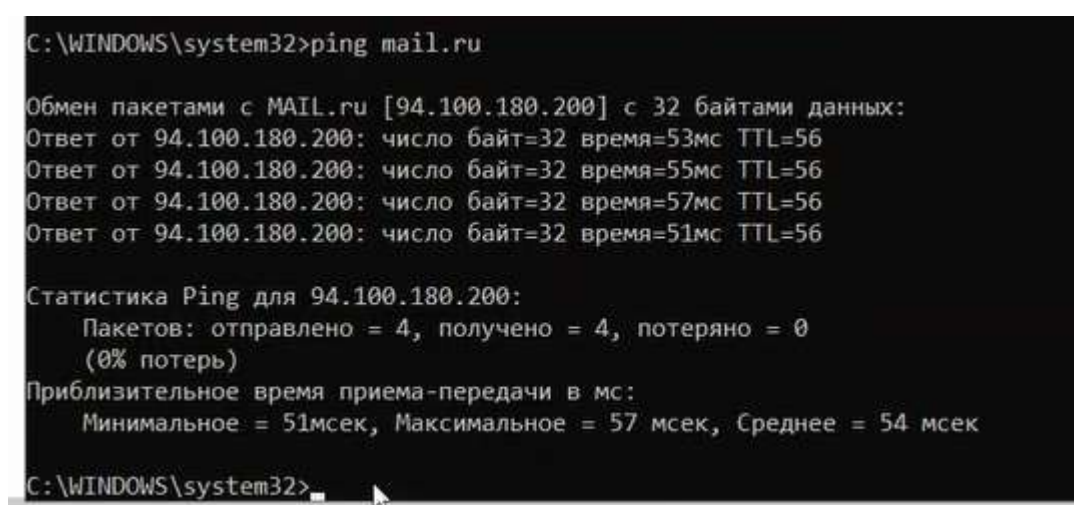 C:\WINDOWS\system32>ping mail.ru
Обмен пакетами с MAIL.ru [94.100.180.200] с 32 байтами данных:
Ответ от 94.100.180.200: число байт=32 время=53мс TTL=56
Ответ от 94.100.180.200: число байт=32 время=55мс TTL=56
Ответ от 94.100.180.200: число байт=32 время=57мс TTL=56
Ответ от 94.100.180.200: число байт=32 время=51мс TTL=56
Статистика Ping для 94.100.180.200:
Пакетов: отправлено = 4, получено = 4, потеряно = 0
(0% потерь)
Приблизительное время приема-передачи в мс:
Минимальное = 51мсек, Максимальное = 57 мсек, Среднее = 54 мсек
C:\WINDOWS\system32>